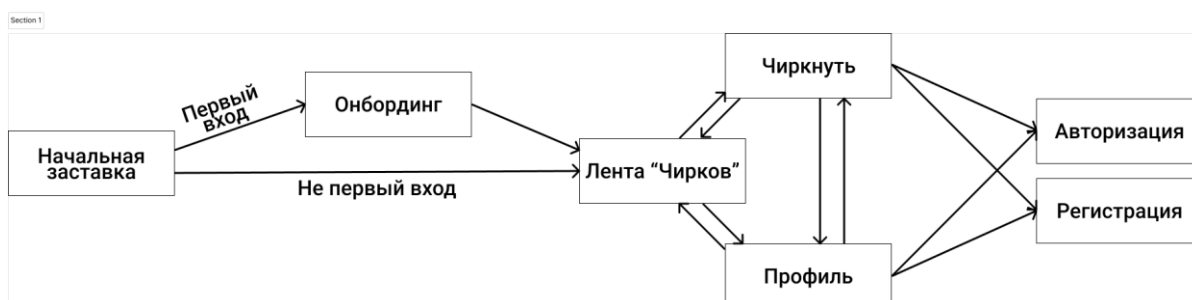 Section 1
Первый
вход
Онбординг
Начальная
заставка
Не первый вход
Лента “Чирков”
Чиркнуть
Профиль
Авторизация
Регистрация